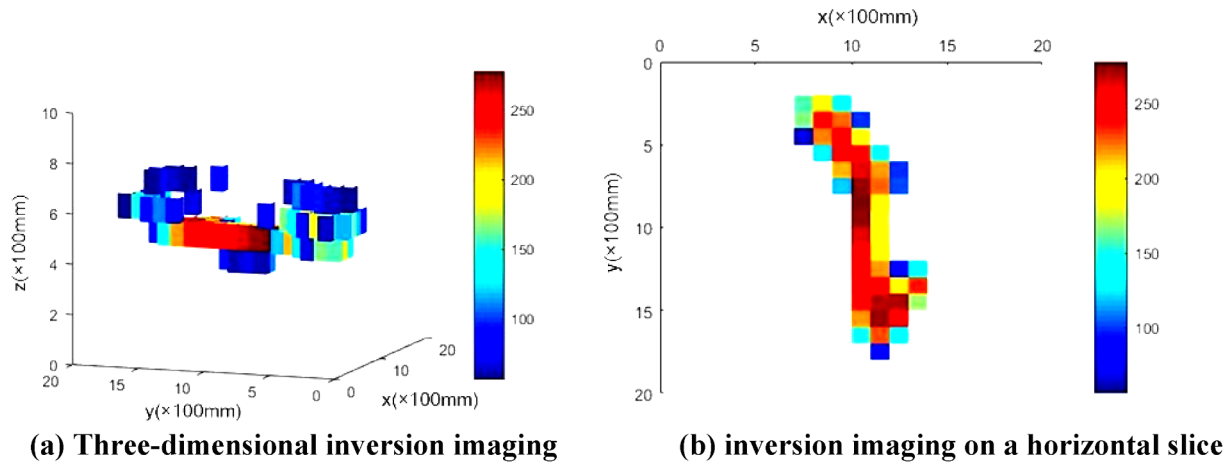 x(×100mm)
0 5 10 15 20
0
5
10
15
20
y(×100mm)
250
200
150
100
10
8
6
4
2
0
z(×100mm)
20 15 10 5 0
y(×100mm)
0 10 20
x(×100mm)
250
200
150
100
(a) Three-dimensional inversion imaging
(b) inversion imaging on a horizontal slice